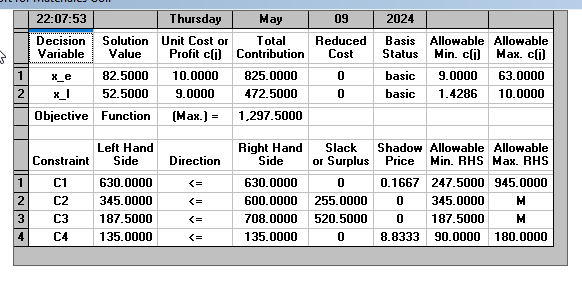 22:07:53 Thursday May 09 2024
Decision Solution Unit Cost or Total Reduced Basis Allowable Allowable
Variable Value Profit c(j) Contribution Cost Status Min. c(j) Max. c(j)
1 x_e 82.5000 10.0000 825.0000 0 basic 9.0000 63.0000
2 x_l 52.5000 9.0000 472.5000 0 basic 1.4286 10.0000
Objective Function (Max.) = 1,297.5000
Left Hand Right Hand Slack Shadow Allowable Allowable
Constraint Side Direction Side or Surplus Price Min. RHS Max. RHS
1 C1 630.0000 <= 630.0000 0 0.1667 247.5000 945.0000
2 C2 345.0000 <= 600.0000 255.0000 0 345.0000 M
3 C3 187.5000 <= 708.0000 520.5000 0 187.5000 M
4 C4 135.0000 <= 135.0000 0 8.8333 90.0000 180.0000